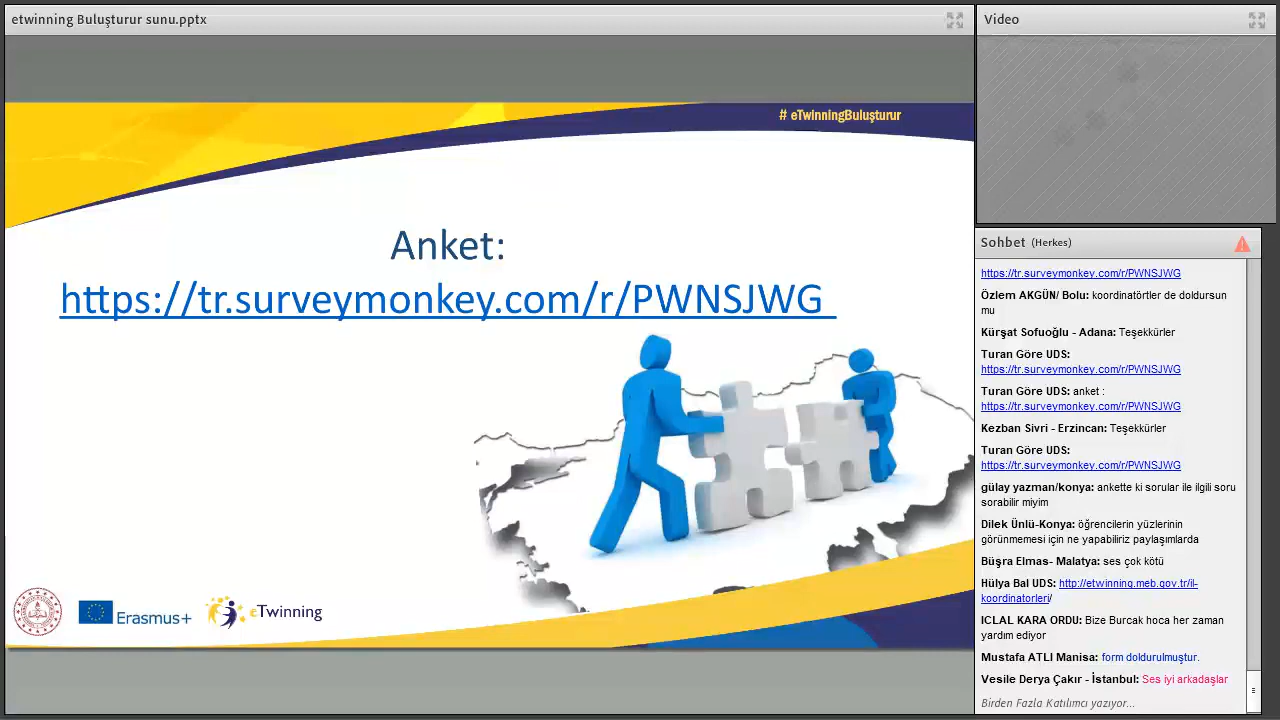 etwinning Buluşturur sunu.pptx
# eTwinningBuluşturur
Anket:
https://tr.surveymonkey.com/r/PWNSJWG
Erasmus+
eTwinning
Video
Sohbet (Herkes)
https://tr.surveymonkey.com/r/PWNSJWG
Özlem AKGÜN/ Bolu: koordinatörtler de doldursun
mu
Kürşat Sofuoğlu - Adana: Teşekkürler
Turan Göre UDS:
https://tr.surveymonkey.com/r/PWNSJWG
Turan Göre UDS: anket :
https://tr.surveymonkey.com/r/PWNSJWG
Kezban Sivri - Erzincan: Teşekkürler
Turan Göre UDS:
https://tr.surveymonkey.com/r/PWNSJWG
gülay yazman/konya: ankette ki sorular ile ilgili soru
sorabilir miyim
Dilek Ünlü-Konya: öğrencilerin yüzlerinin
görünmemesi için ne yapabiliriz paylaşımlarda
Büşra Elmas- Malatya: ses çok kötü
Hülya Bal UDS: http://etwinning.meb.gov.tr/il-
koordinatorleri/
ICLAL KARA ORDU: Bize Burcak hoca her zaman
yardım ediyor
Mustafa ATLI Manisa: form doldurulmuştur.
Vesile Derya Çakır - İstanbul: Ses iyi arkadaşlar
Birden Fazla Katılımcı yazıyor...